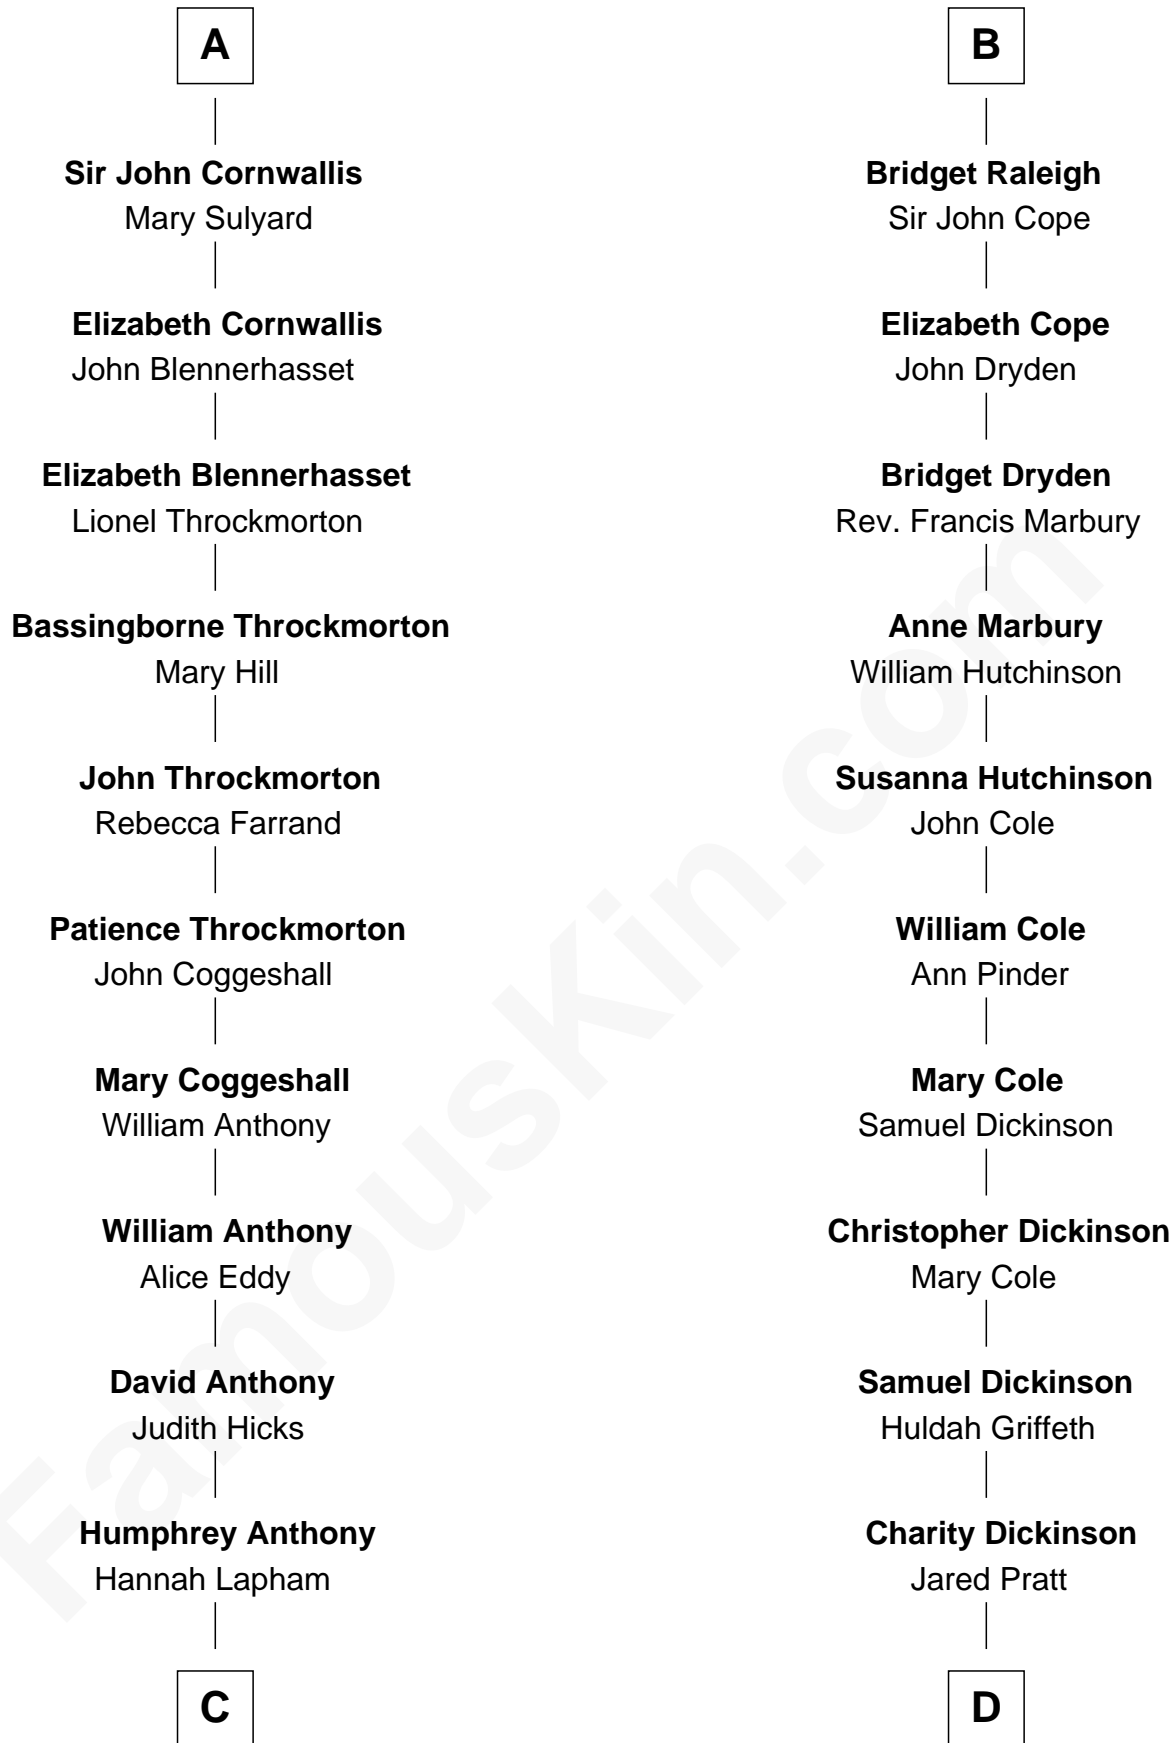 A
Sir John Cornwallis
Mary Sulyard
Elizabeth Cornwallis
John Blennerhasset
Elizabeth Blennerhasset
Lionel Throckmorton
Bassingborne Throckmorton
Mary Hill
John Throckmorton
Rebecca Farrand
Patience Throckmorton
John Coggeshall
Mary Coggeshall
William Anthony
William Anthony
Alice Eddy
David Anthony
Judith Hicks
Humphrey Anthony
Hannah Lapham
C
B
Bridget Raleigh
Sir John Cope
Elizabeth Cope
John Dryden
Bridget Dryden
Rev. Francis Marbury
Anne Marbury
William Hutchinson
Susanna Hutchinson
John Cole
William Cole
Ann Pinder
Mary Cole
Samuel Dickinson
Christopher Dickinson
Mary Cole
Samuel Dickinson
Huldah Griffeth
Charity Dickinson
Jared Pratt
D
FamousKin.com